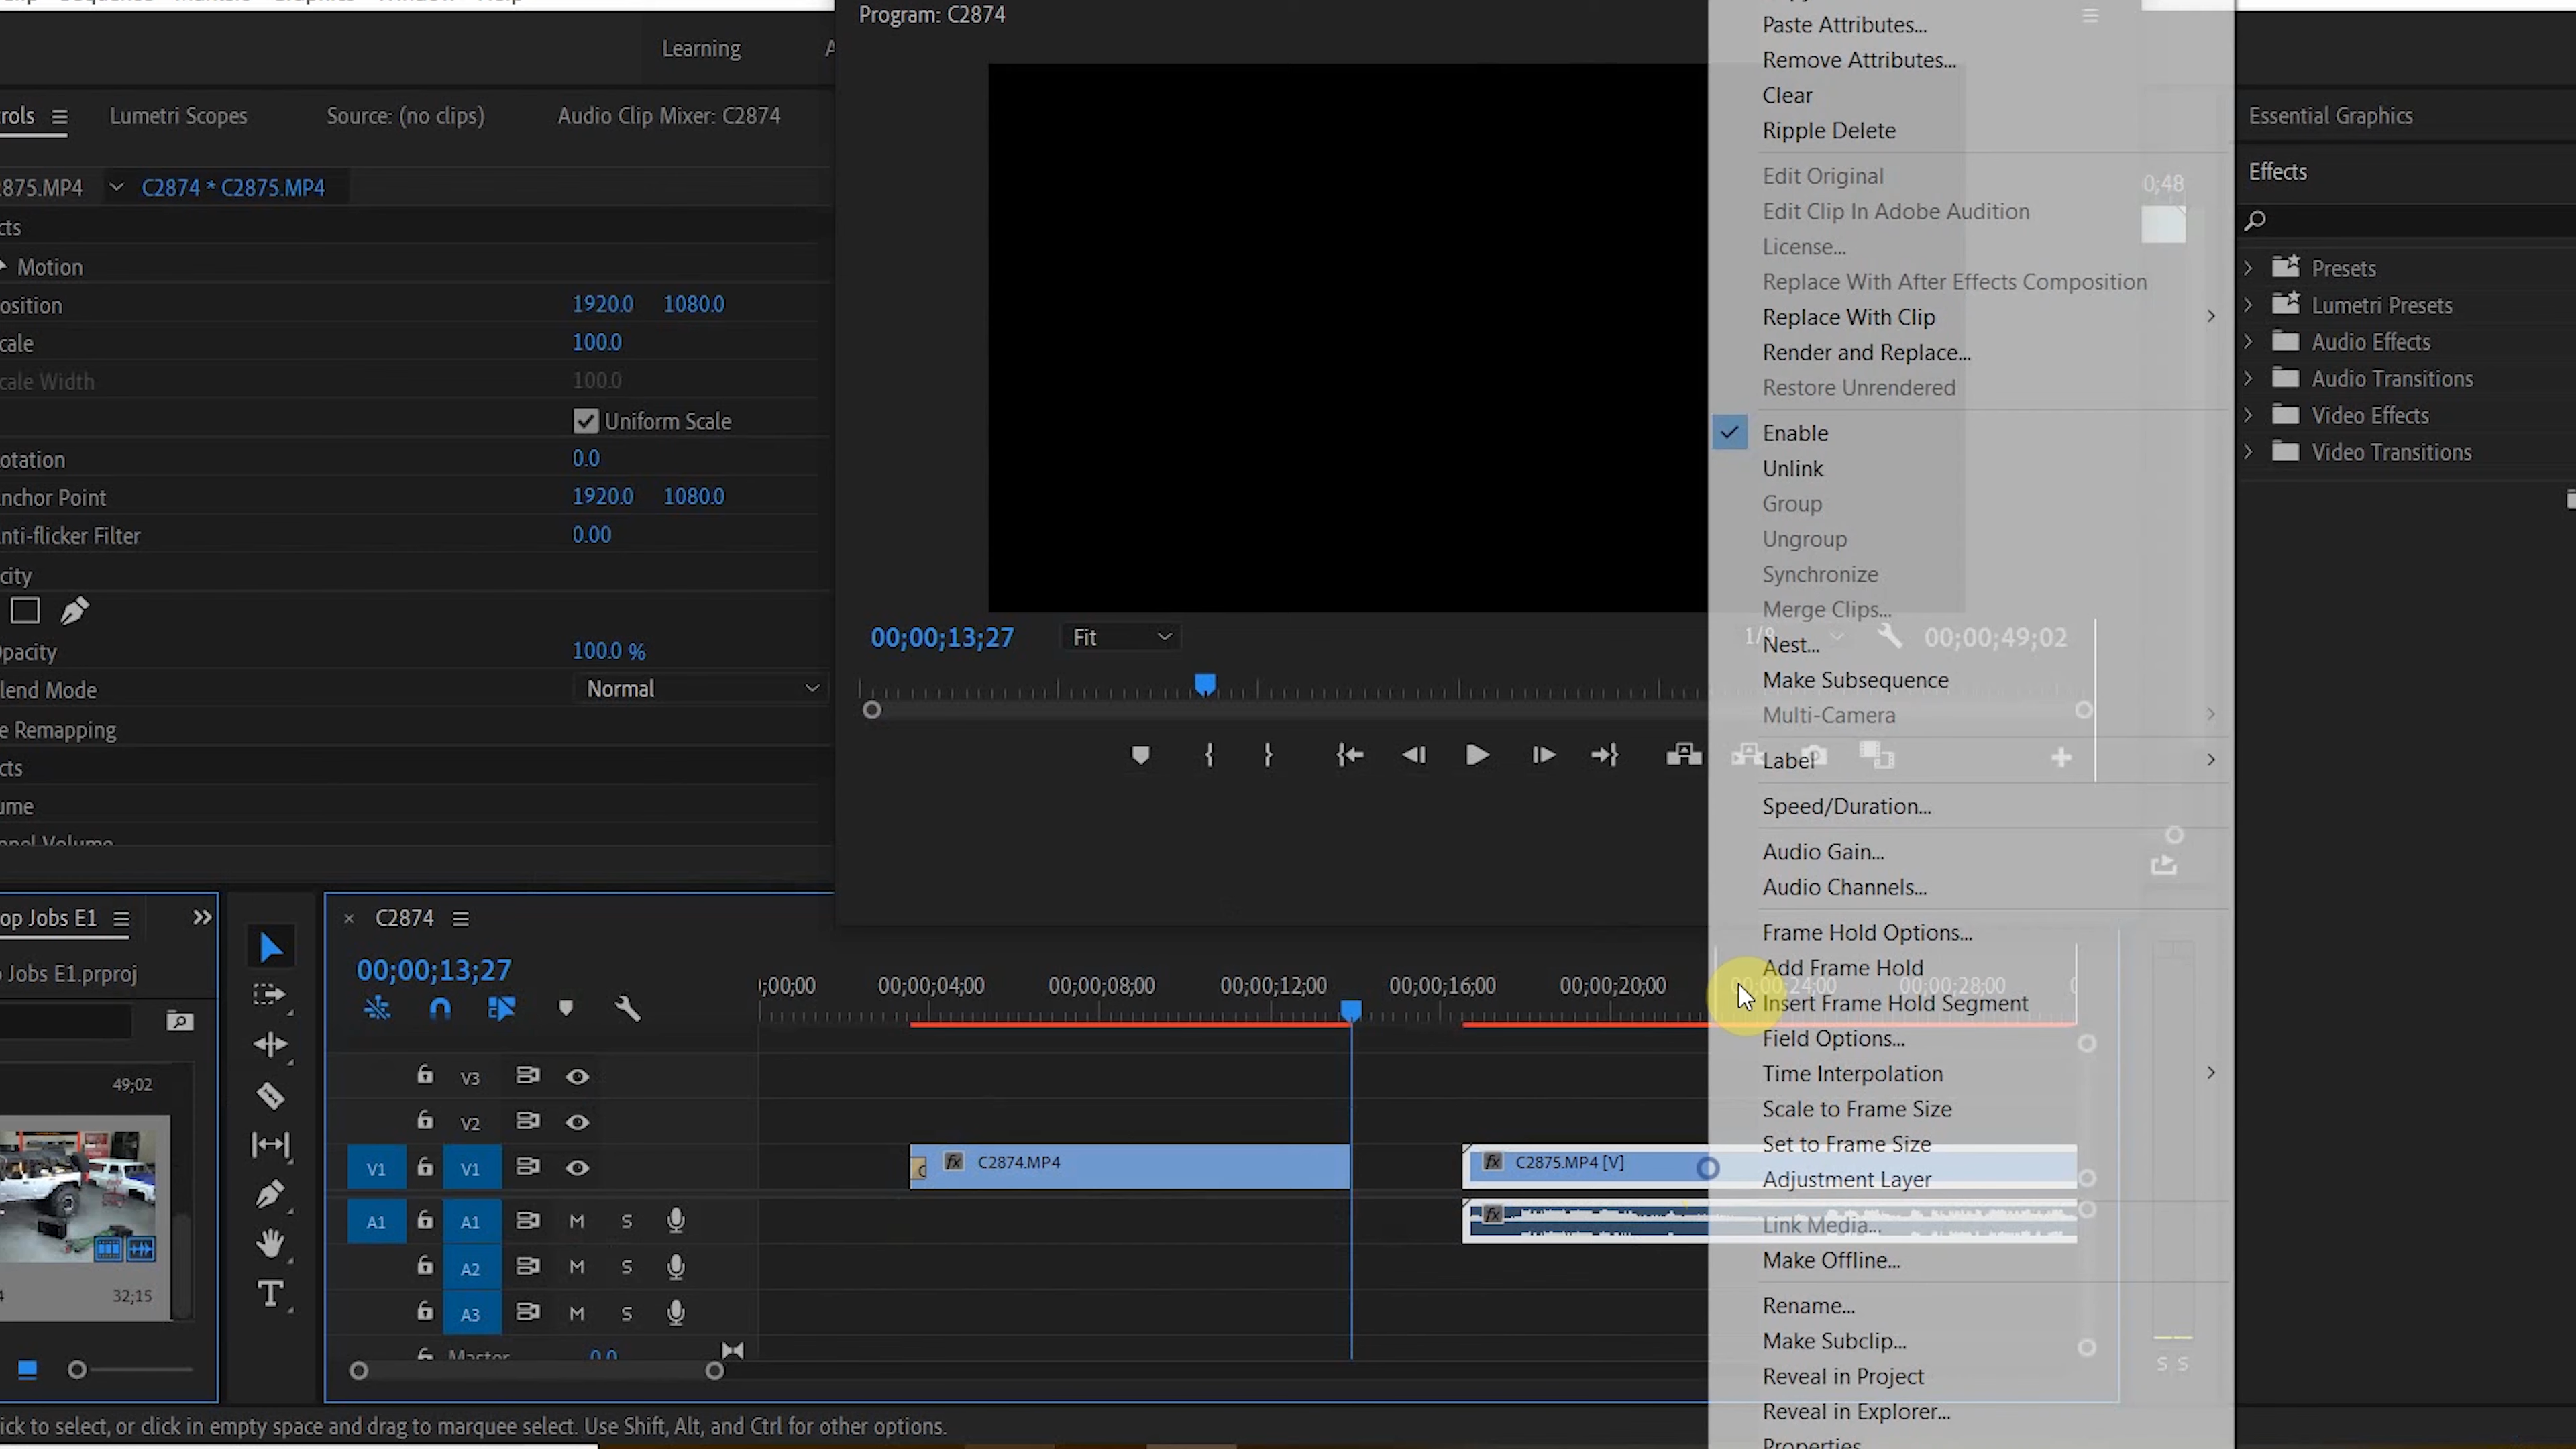 Program: C2874
Learning
Lumetri Scopes
Source: (no clips)
Audio Clip Mixer: C2874
rols
875.MP4
C2874 * C2875.MP4
cts
Motion
osition 1920.0 1080.0
cale 100.0
cale Width 100.0
Uniform Scale
otation 0.0
nchor Point 1920.0 1080.0
nti-flicker Filter 0.00
city
pacity 100.0 %
lend Mode Normal
e Remapping
cts
ume
nnel Volume
00;00;13;27
Fit
1/8
00;00;49;02
Paste Attributes...
Remove Attributes...
Clear
Ripple Delete
Edit Original
Edit Clip In Adobe Audition
License...
Replace With After Effects Composition
Replace With Clip
Render and Replace...
Restore Unrendered
Enable
Unlink
Group
Ungroup
Synchronize
Merge Clips...
Nest...
Make Subsequence
Multi-Camera
Label
Speed/Duration...
Audio Gain...
Audio Channels...
Frame Hold Options...
Add Frame Hold
Insert Frame Hold Segment
Field Options...
Time Interpolation
Scale to Frame Size
Set to Frame Size
Adjustment Layer
Link Media...
Make Offline...
Rename...
Make Subclip...
Reveal in Project
Reveal in Explorer...
Properties
0;48
Essential Graphics
Effects
Presets
Lumetri Presets
Audio Effects
Audio Transitions
Video Effects
Video Transitions
op Jobs E1
Jobs E1.prproj
49;02
32;15
C2874
00;00;13;27
;00;00 00;00;04;00 00;00;08;00 00;00;12;00 00;00;16;00 00;00;20;00 00;00;24;00 00;00;28;00
V3
V2
V1 V1
C2874.MP4
C2875.MP4 [V]
A1 A1 M S
A2 M S
A3 M S
Master 0.0
S S
ick to select, or click in empty space and drag to marquee select. Use Shift, Alt, and Ctrl for other options.